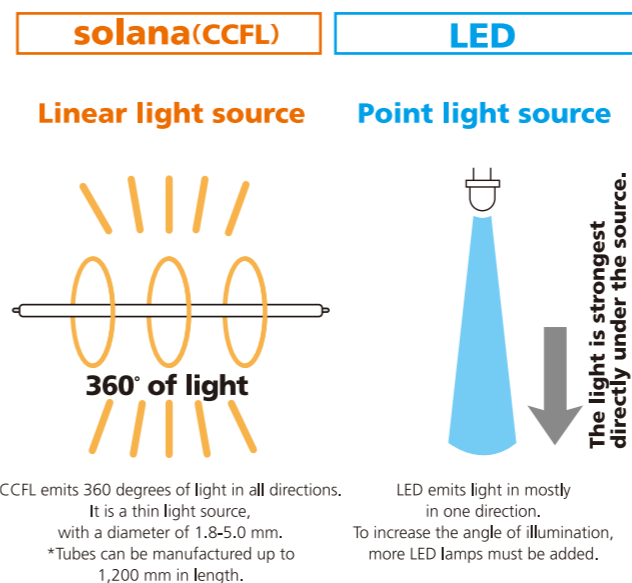 solana(CCFL)
LED
Linear light source
Point light source
360° of light
The light is strongest
directly under the source.
CCFL emits 360 degrees of light in all directions.
It is a thin light source,
with a diameter of 1.8-5.0 mm.
*Tubes can be manufactured up to
1,200 mm in length.
LED emits light in mostly
in one direction.
To increase the angle of illumination,
more LED lamps must be added.